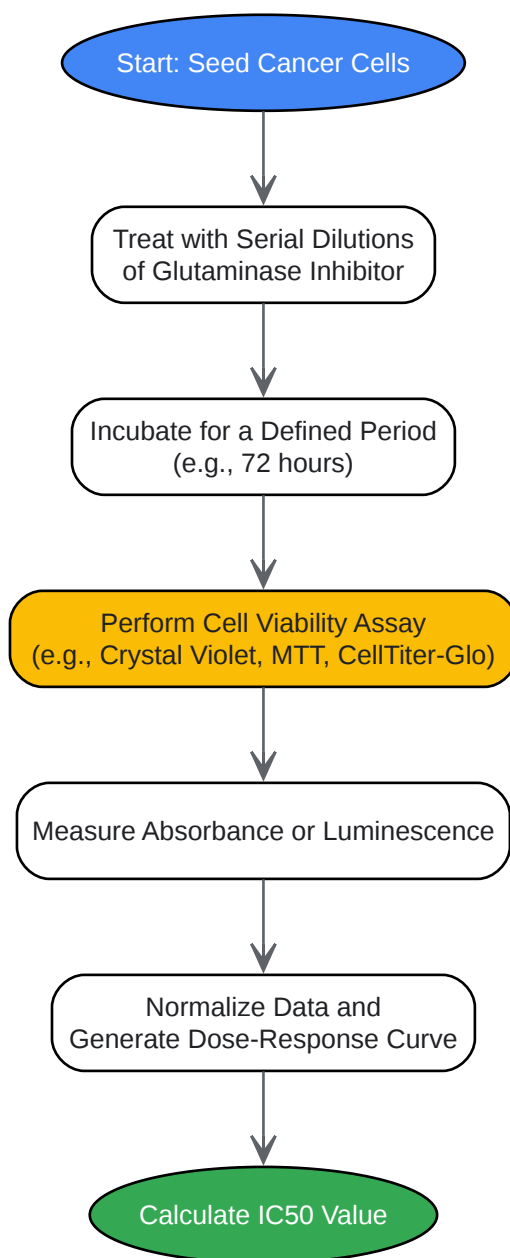 Start: Seed Cancer Cells
Treat with Serial Dilutions
of Glutaminase Inhibitor
Incubate for a Defined Period
(e.g., 72 hours)
Perform Cell Viability Assay
(e.g., Crystal Violet, MTT, CellTiter-Glo)
Measure Absorbance or Luminescence
Normalize Data and
Generate Dose-Response Curve
Calculate IC50 Value